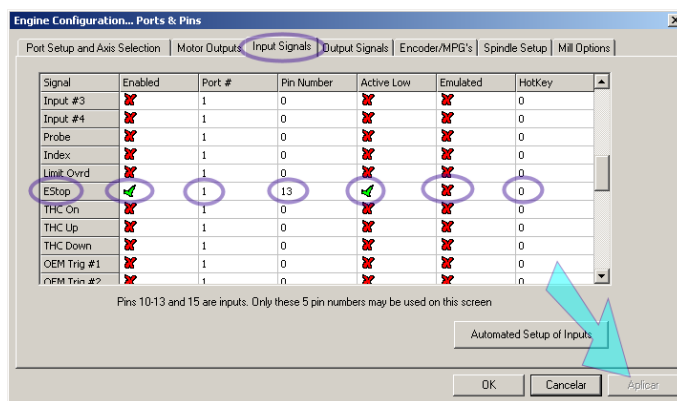 Engine Configuration... Ports & Pins
Port Setup and Axis Selection Motor Outputs Input Signals Output Signals Encoder/MPG's Spindle Setup Mill Options
Signal Enabled Port # Pin Number Active Low Emulated HotKey
Input #3 1 0 0
Input #4 1 0 0
Probe 1 0 0
Index 1 0 0
Limit Ovrd 1 0 0
EStop 1 13 0
THC On 1 0 0
THC Up 1 0 0
THC Down 1 0 0
OEM Trig #1 1 0 0
OEM Trig #2 1 0 0
Pins 10-13 and 15 are inputs. Only these 5 pin numbers may be used on this screen
Automated Setup of Inputs
OK Cancelar Aplicar